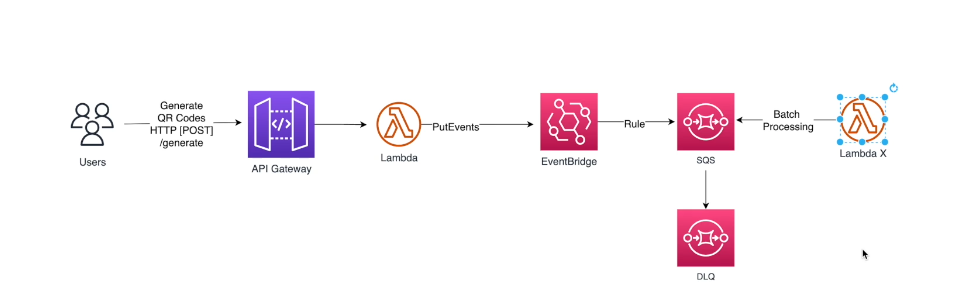 Generate
QR Codes
HTTP [POST]
/generate
Users
API Gateway
Lambda
PutEvents
EventBridge
Rule
SQS
Batch
Processing
Lambda X
DLQ